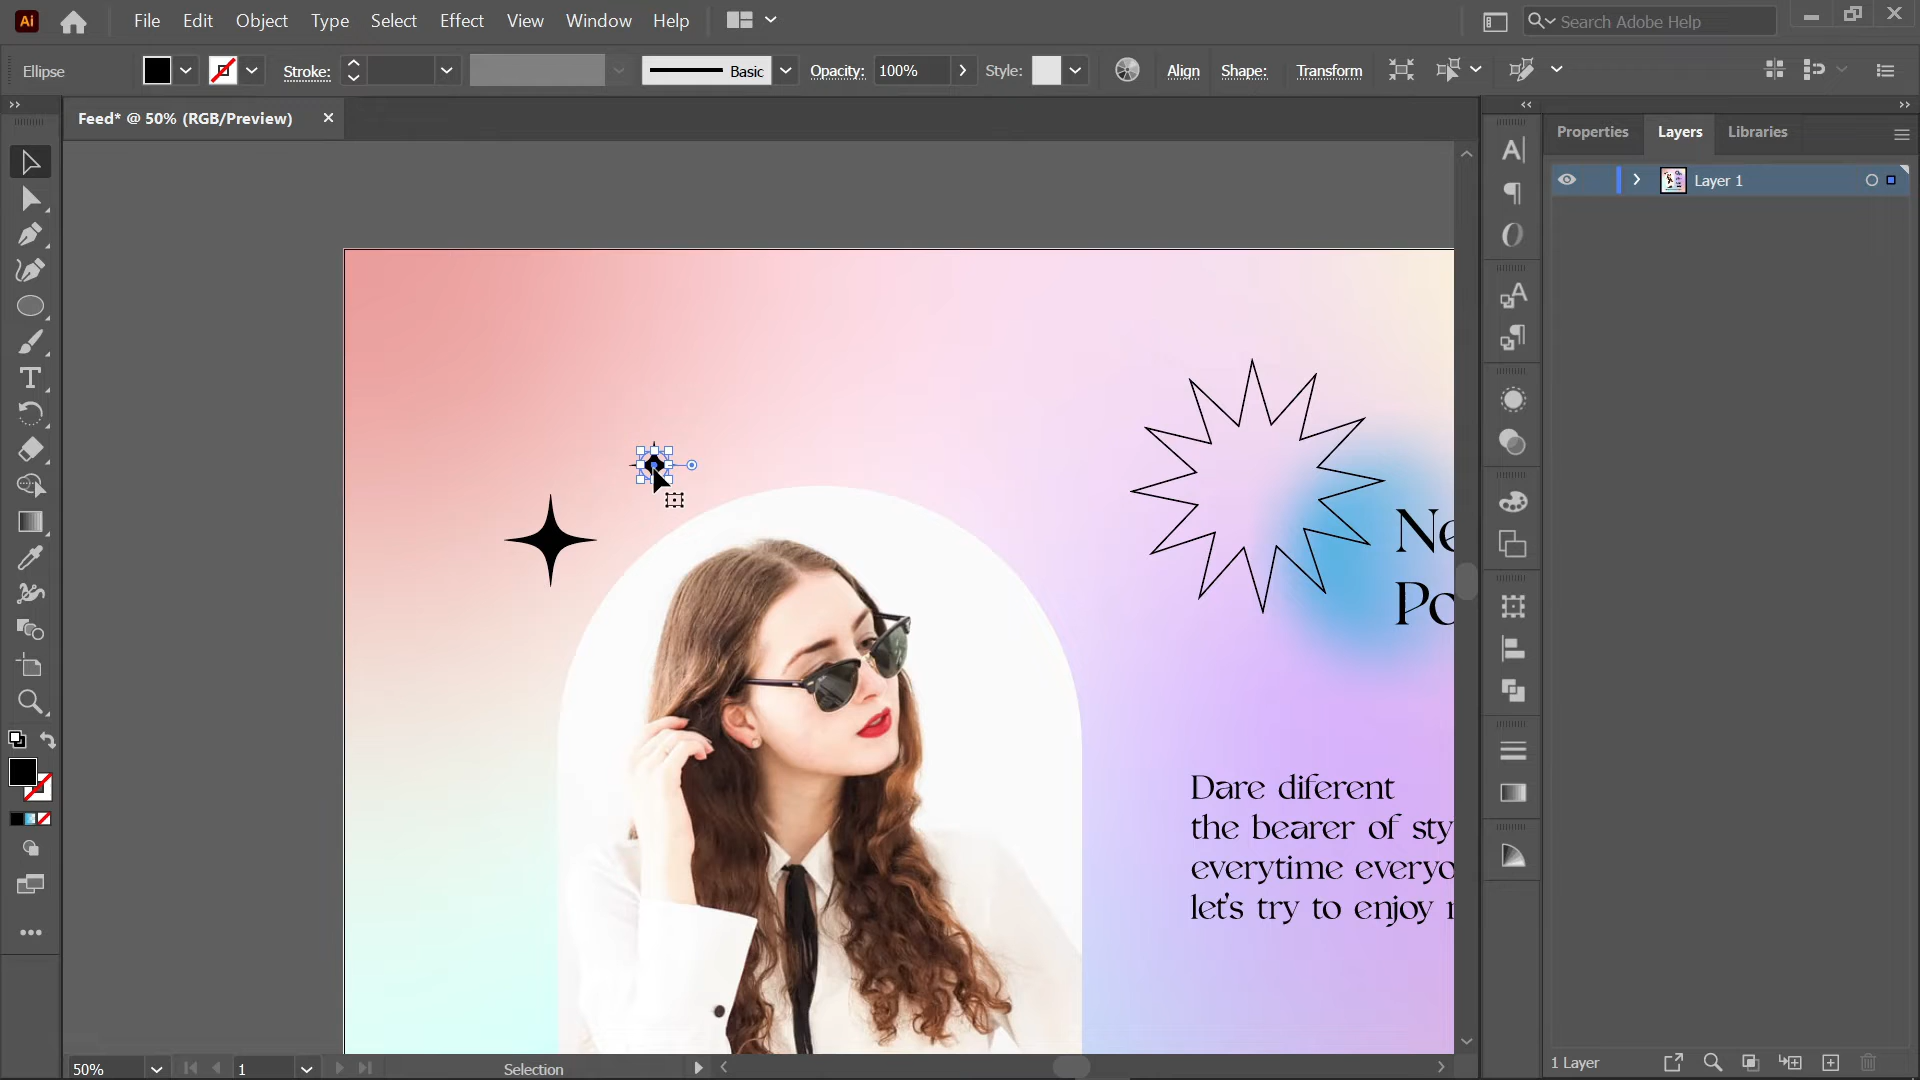 Ai
File Edit Object Type Select Effect View Window Help
Search Adobe Help
Ellipse
Stroke:
Basic
Opacity: 100%
Style:
Align Shape: Transform
Feed* @ 50% (RGB/Preview)
Properties Layers Libraries
Layer 1
Ne
Po
Dare diferent
the bearer of sty
everytime everyo
let's try to enjoy
1 Layer
50%
1
Selection